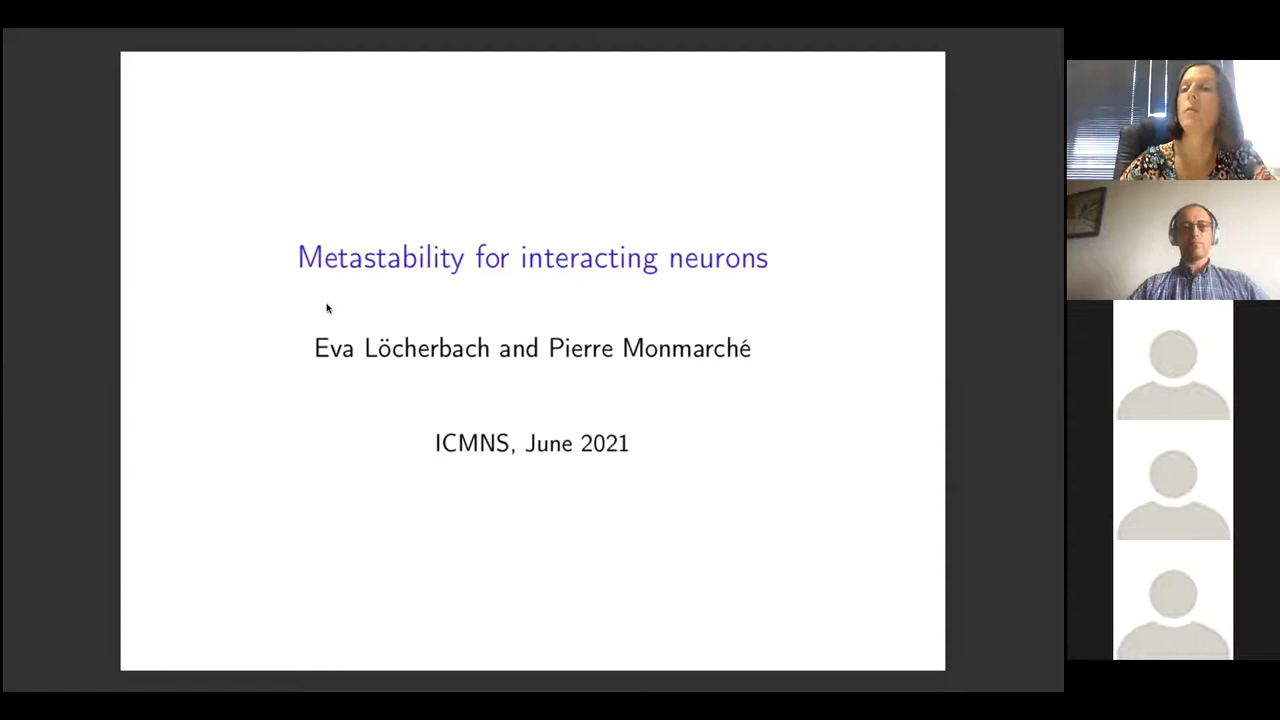 Metastability for interacting neurons
Eva Löcherbach and Pierre Monmarché
ICMNS, June 2021